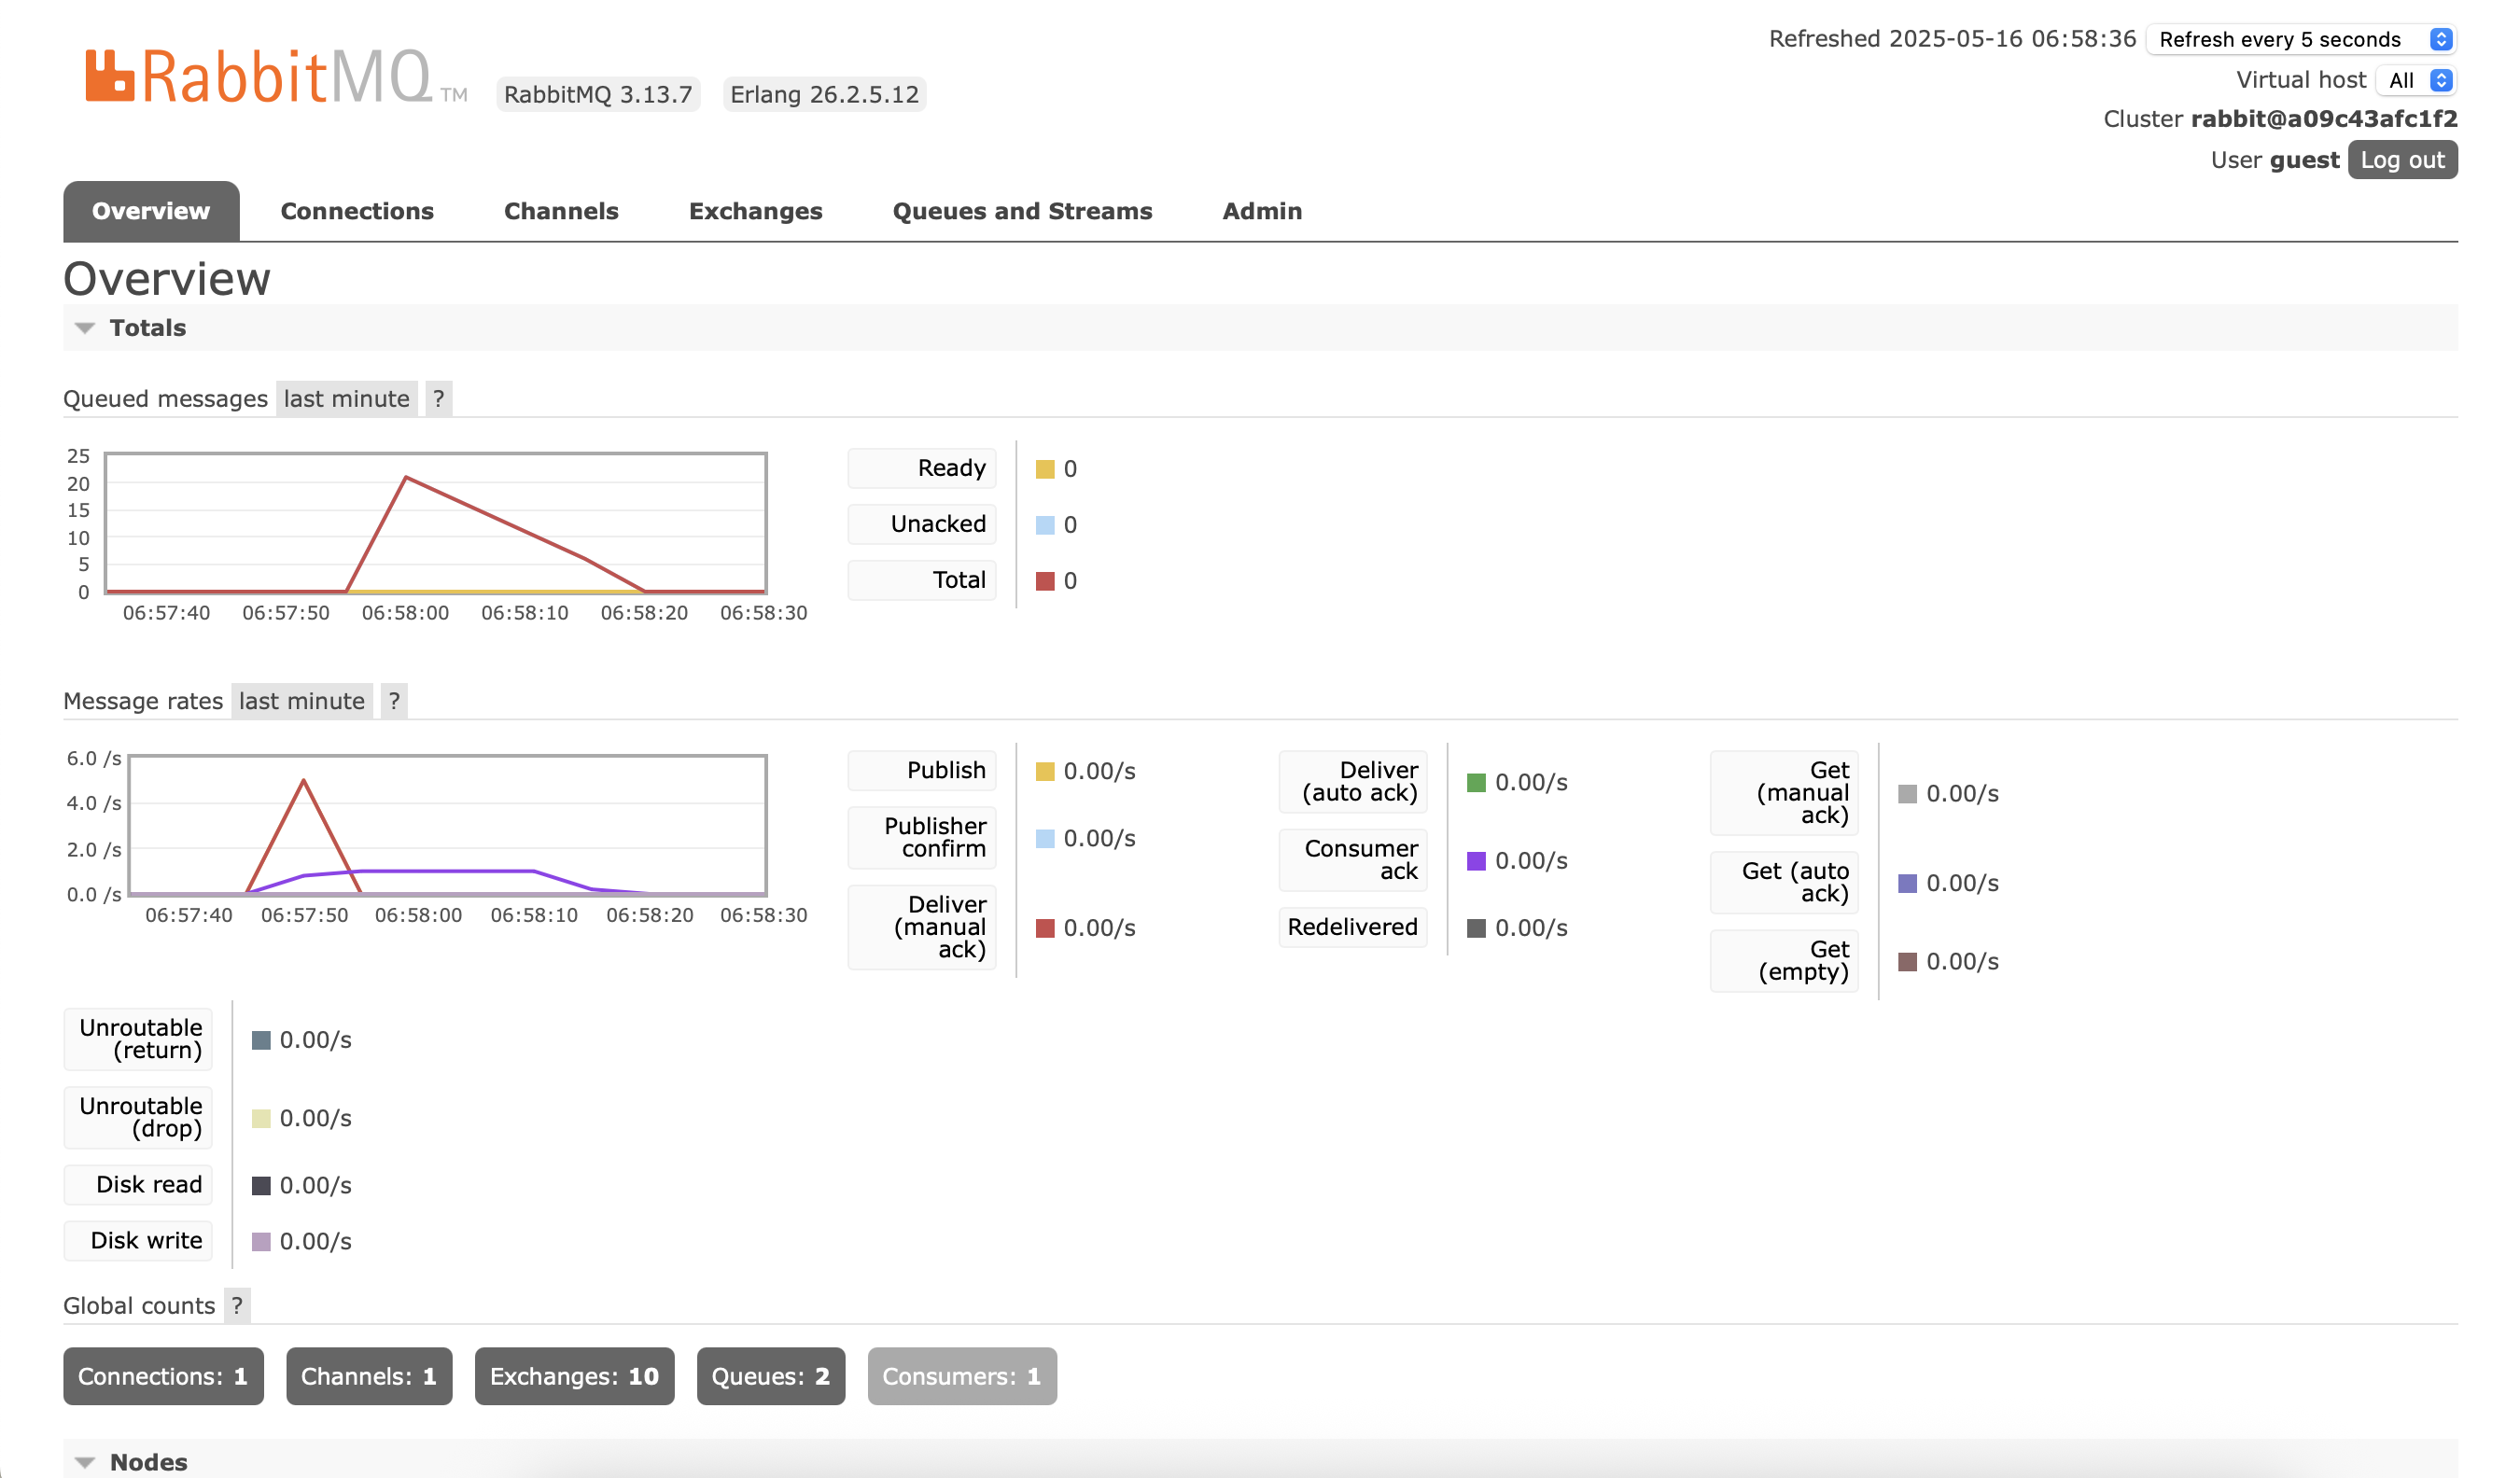 RabbitMQ TM
RabbitMQ 3.13.7
Erlang 26.2.5.12
Refreshed 2025-05-16 06:58:36
Refresh every 5 seconds
Virtual host All
Cluster rabbit@a09c43afc1f2
User guest Log out
Overview
Connections
Channels
Exchanges
Queues and Streams
Admin
Overview
Totals
Queued messages last minute ?
25
20
15
10
5
0
06:57:40 06:57:50 06:58:00 06:58:10 06:58:20 06:58:30
Ready 0
Unacked 0
Total 0
Message rates last minute ?
6.0 /s
4.0 /s
2.0 /s
0.0 /s
06:57:40 06:57:50 06:58:00 06:58:10 06:58:20 06:58:30
Publish 0.00/s
Publisher
confirm 0.00/s
Deliver
(manual 0.00/s
ack)
Deliver
(auto ack) 0.00/s
Consumer
ack 0.00/s
Redelivered 0.00/s
Get
(manual 0.00/s
ack)
Get (auto
ack) 0.00/s
Get
(empty) 0.00/s
Unroutable
(return) 0.00/s
Unroutable
(drop) 0.00/s
Disk read 0.00/s
Disk write 0.00/s
Global counts ?
Connections: 1
Channels: 1
Exchanges: 10
Queues: 2
Consumers: 1
Nodes